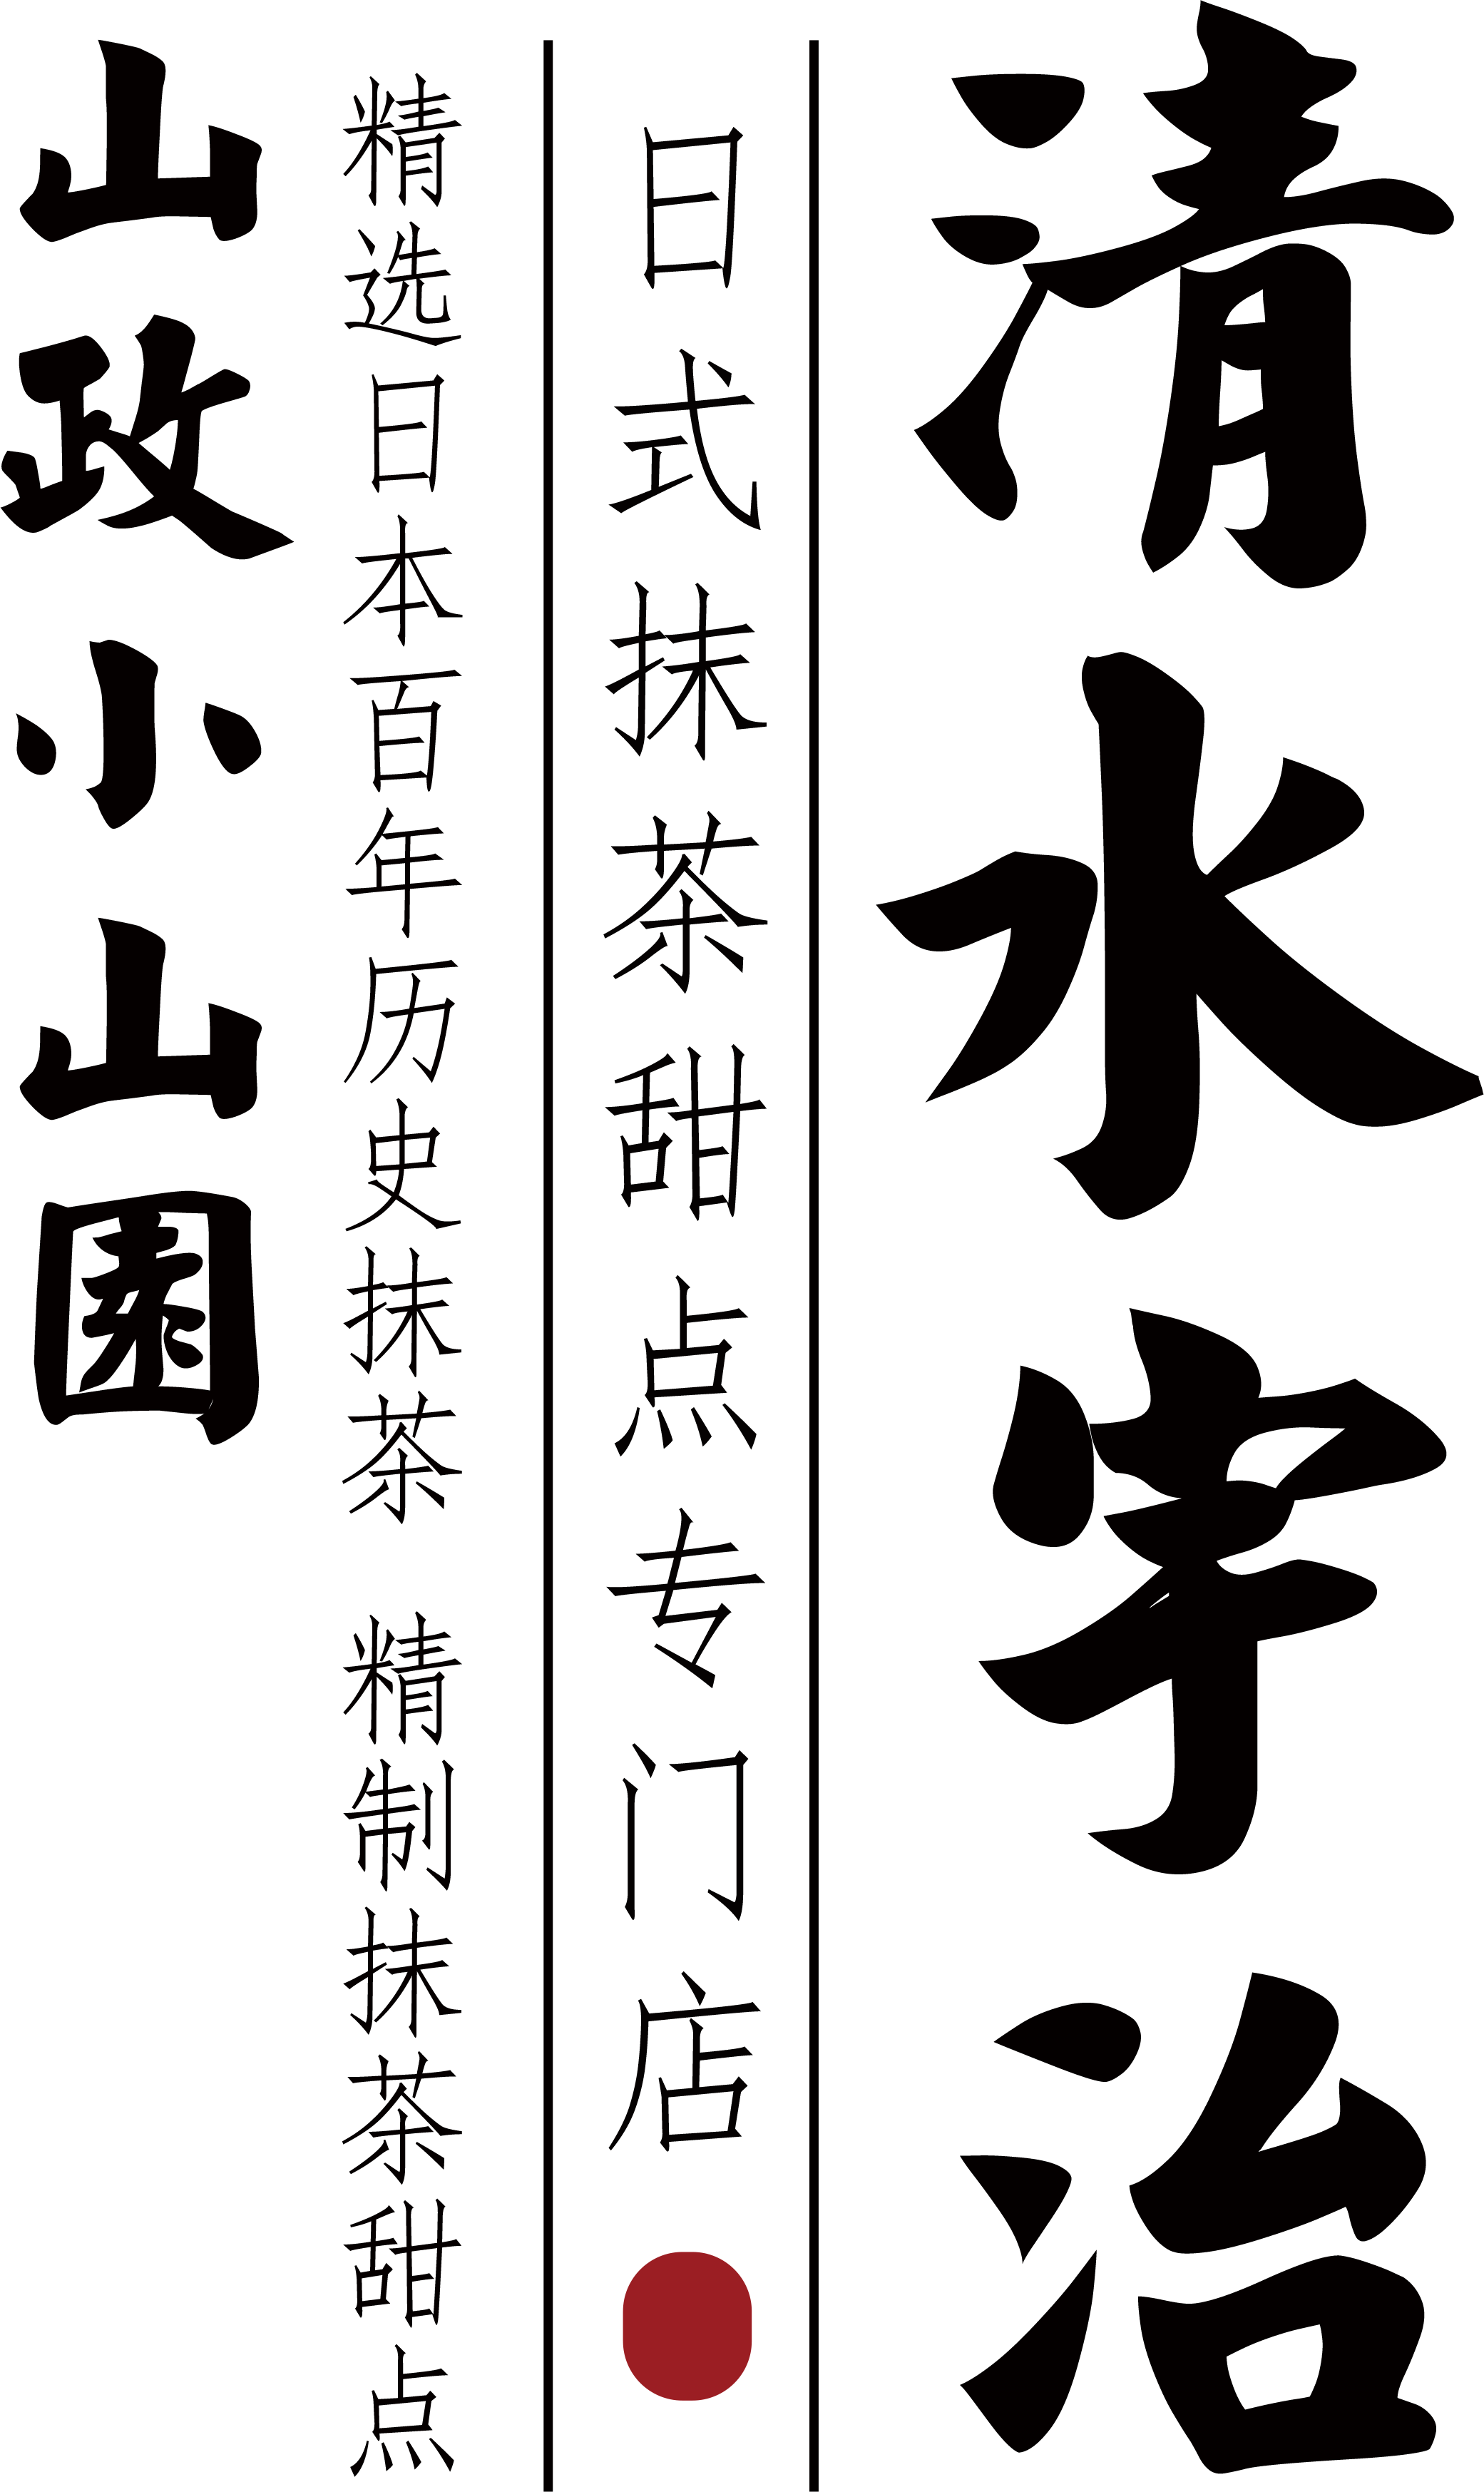 清水宇治
日式抹茶甜点专门店
精选日本百年历史抹茶 精制抹茶甜点
山政小山園